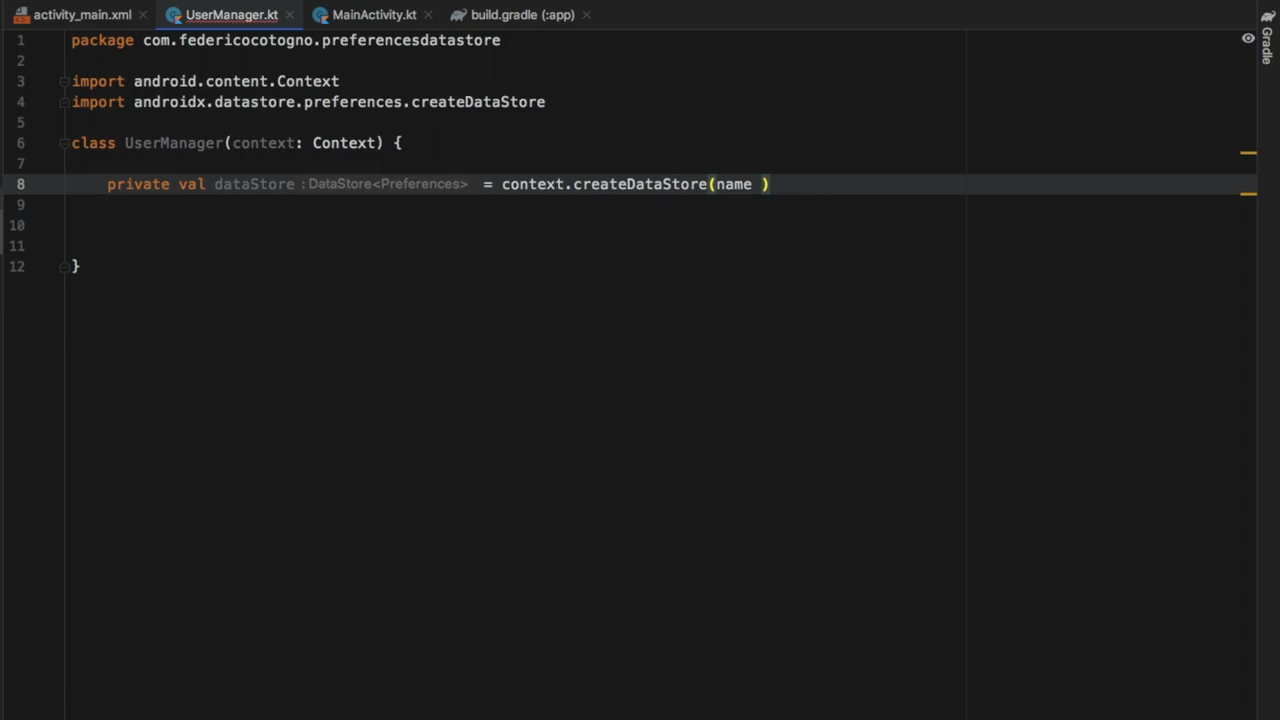 activity_main.xml UserManager.kt MainActivity.kt build.gradle (:app)
1 package com.federicocotogno.preferencesdatastore
2
3 import android.content.Context
4 import androidx.datastore.preferences.createDataStore
5
6 class UserManager(context: Context) {
7
8 private val dataStore : DataStore<Preferences> = context.createDataStore(name )
9
10
11
12 }
Gradle